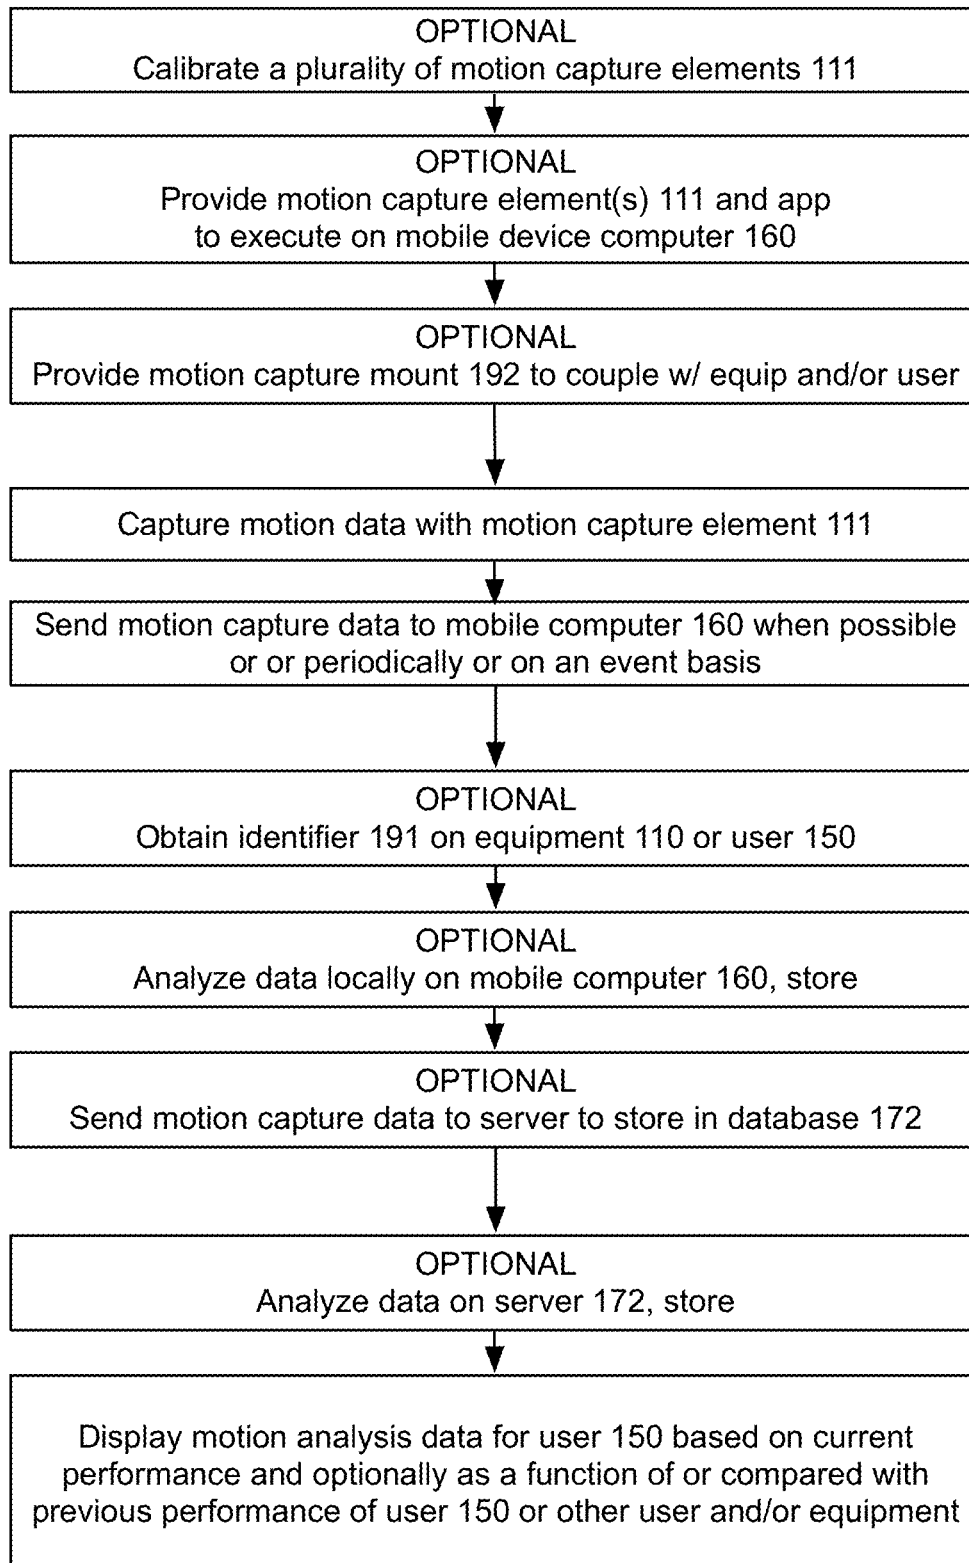 OPTIONAL
Calibrate a plurality of motion capture elements 111
OPTIONAL
Provide motion capture element(s) 111 and app
to execute on mobile device computer 160
OPTIONAL
Provide motion capture mount 192 to couple w/ equip and/or user
Capture motion data with motion capture element 111
Send motion capture data to mobile computer 160 when possible
or or periodically or on an event basis
OPTIONAL
Obtain identifier 191 on equipment 110 or user 150
OPTIONAL
Analyze data locally on mobile computer 160, store
OPTIONAL
Send motion capture data to server to store in database 172
OPTIONAL
Analyze data on server 172, store
Display motion analysis data for user 150 based on current
performance and optionally as a function of or compared with
previous performance of user 150 or other user and/or equipment